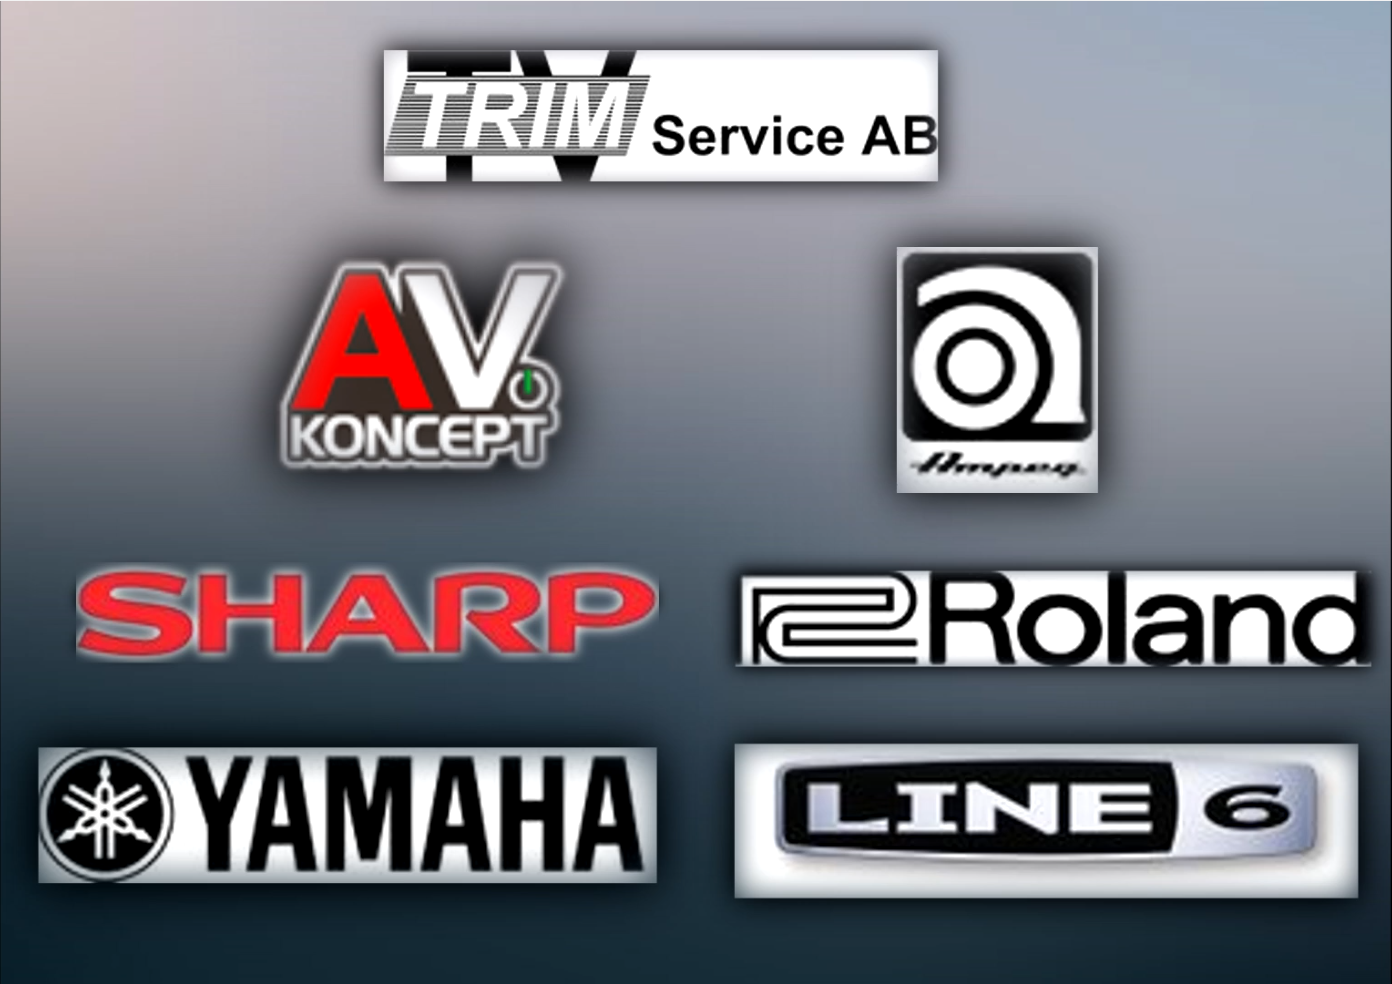 TV
TRIM Service AB
AV
KONCEPT
Ampeg
SHARP
Roland
YAMAHA
LINE 6